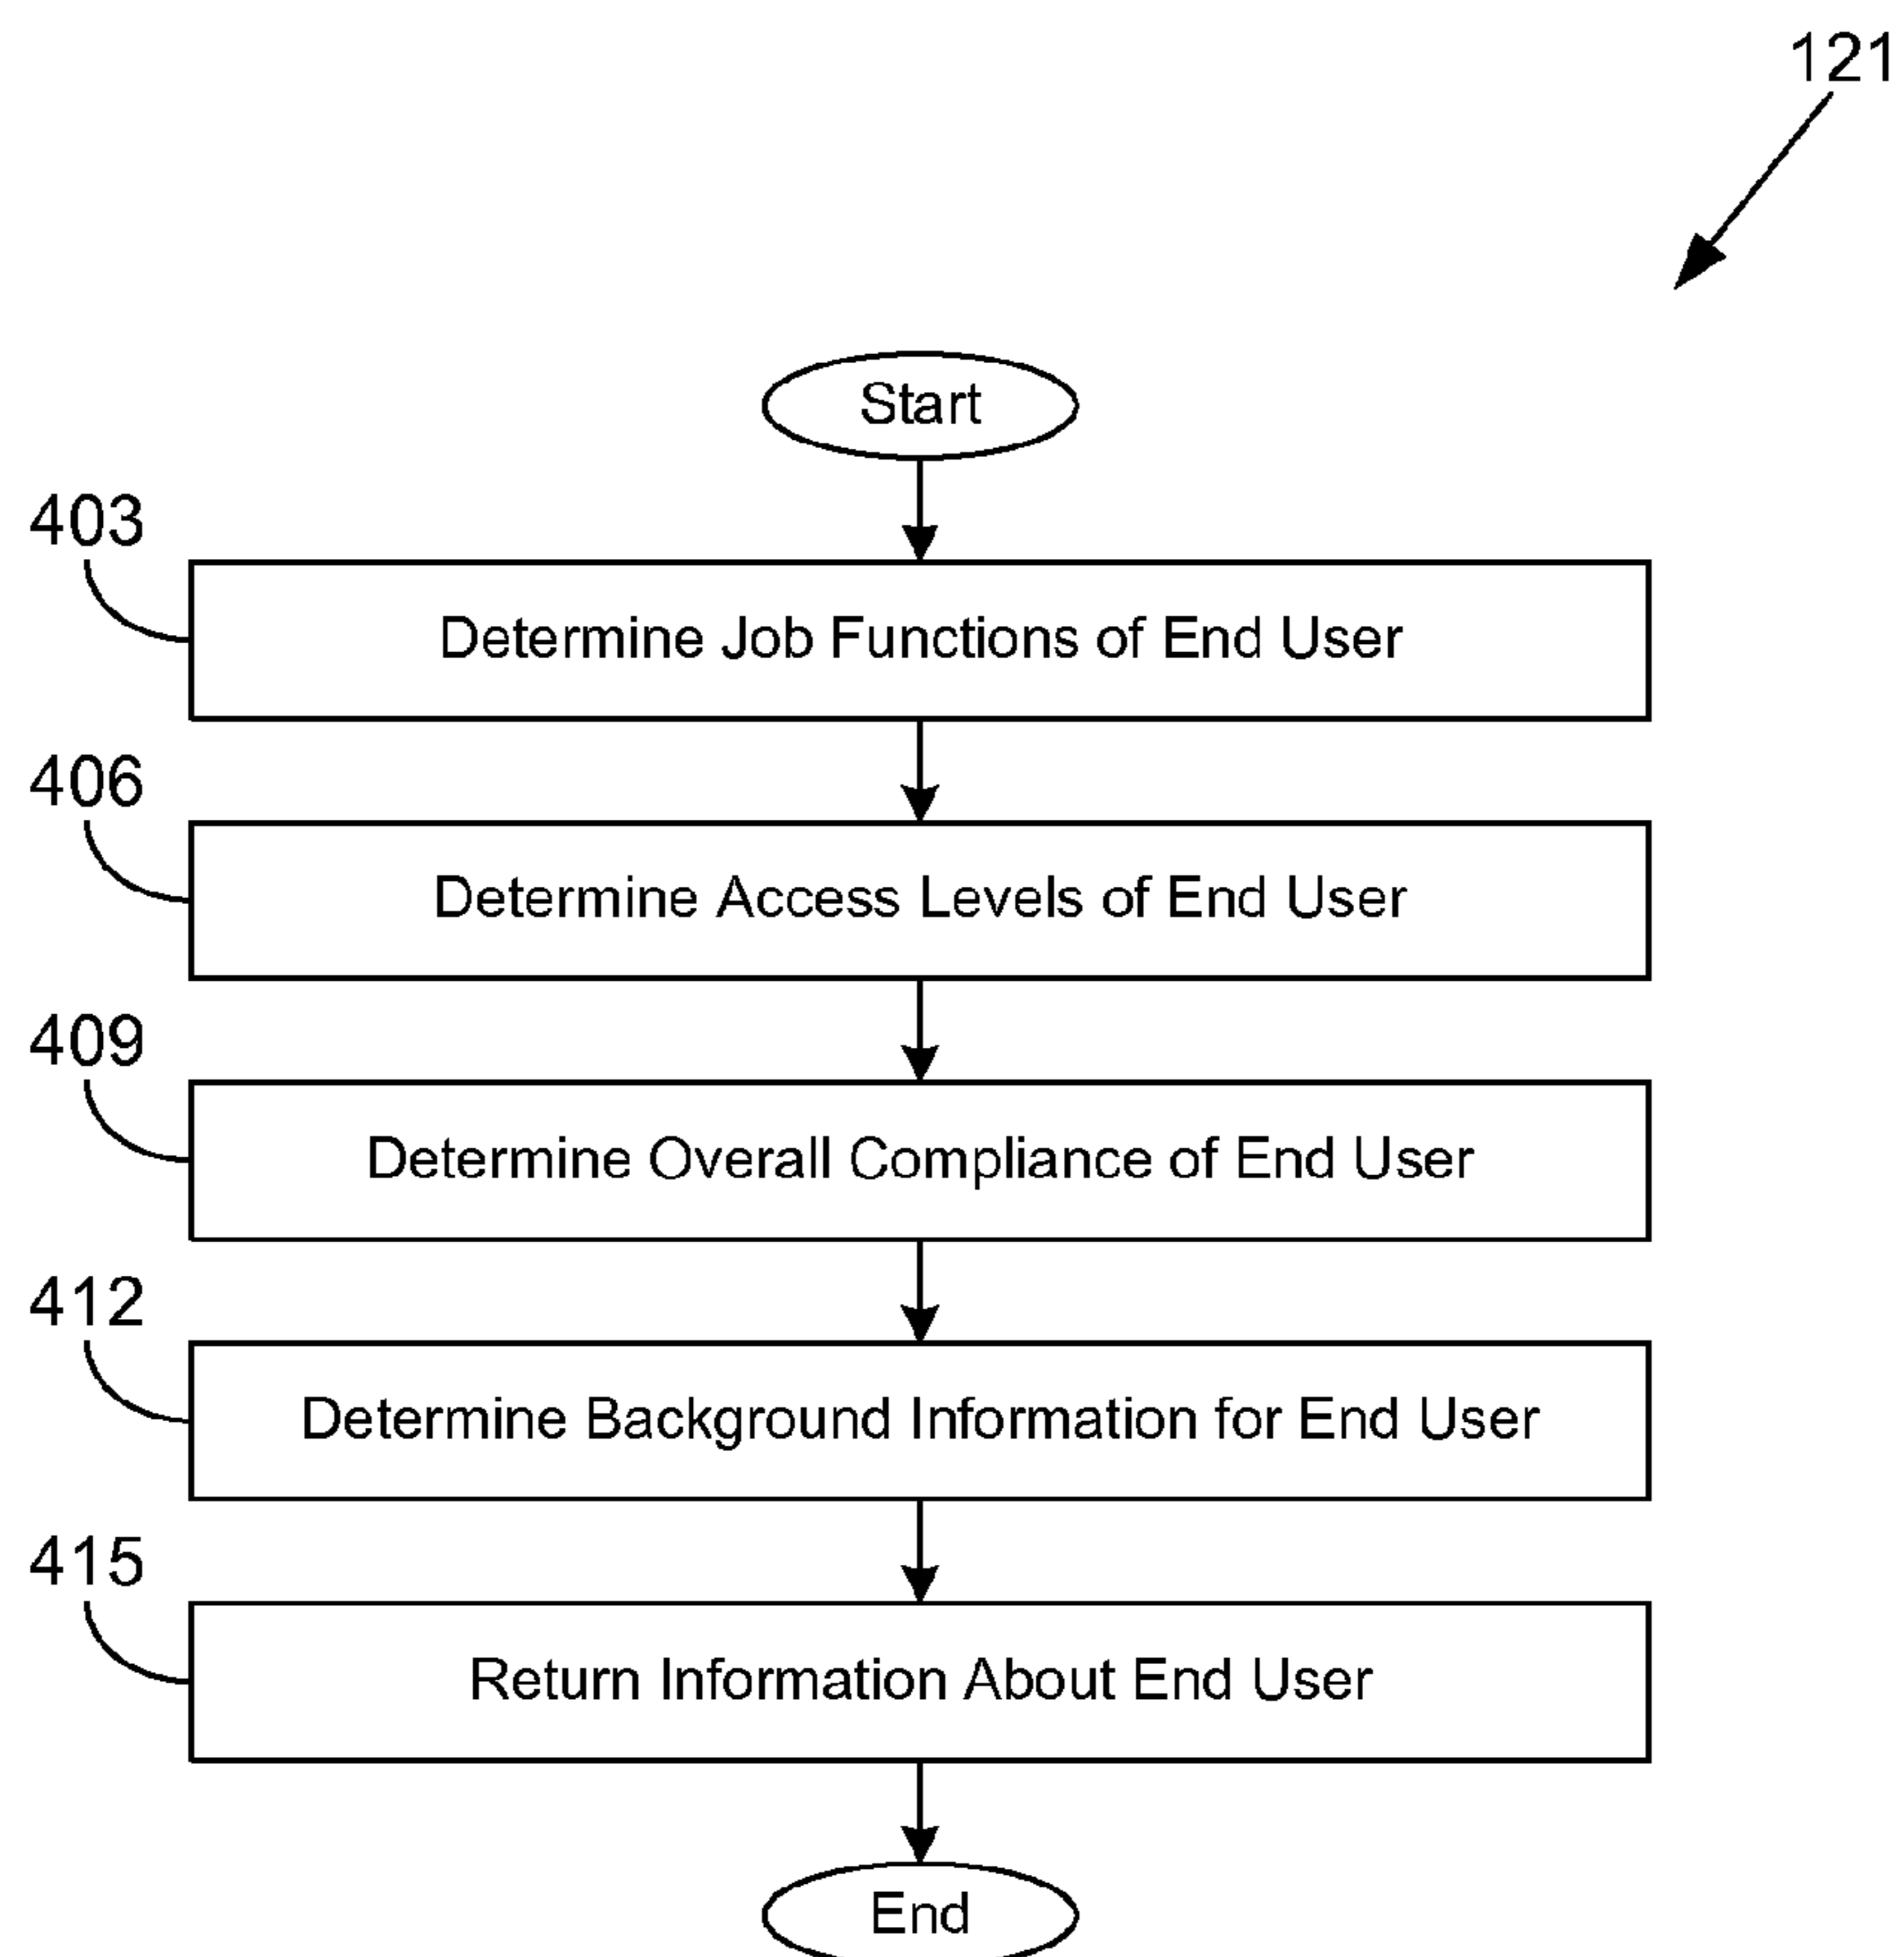 121
Start
403
Determine Job Functions of End User
406
Determine Access Levels of End User
409
Determine Overall Compliance of End User
412
Determine Background Information for End User
415
Return Information About End User
End